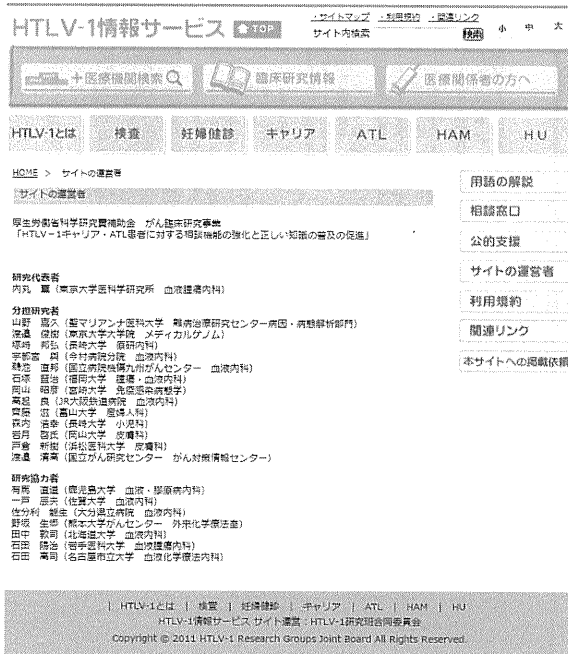 HTLV-1情報サービス ★TOP
・サイトマップ ・利用規約 ・関連リンク
サイト内検索 検索 小 中 大
+医療機関検索
臨床研究情報
医療関係者の方へ
HTLV-1とは 検査 妊婦健診 キャリア ATL HAM HU
HOME > サイトの運営者
サイトの運営者
厚生労働省科学研究費補助金 がん臨床研究事業
「HTLV-1キャリア・ATL患者に対する相談機能の強化と正しい知識の普及の促進」
研究代表者
内丸 薫(東京大学医科学研究所 血液腫瘍内科)
分担研究者
山野 嘉久(聖マリアンナ医科大学 難病治療研究センター病因・病態解析部門)
渡邉 俊樹(東京大学大学院 メディカルゲノム)
塚崎 邦弘(長崎大学 原研内科)
宇都宮 與(今村病院分院 血液内科)
鵜池 直邦(国立病院機構九州がんセンター 血液内科)
石塚 賢治(福岡大学 腫瘍・血液内科)
岡山 昭彦(宮崎大学 免疫感染病態学)
高起 良(JR大阪鉄道病院 血液内科)
齋藤 滋(富山大学 産婦人科)
森内 浩幸(長崎大学 小児科)
岩月 啓氏(岡山大学 皮膚科)
戸倉 新樹(浜松医科大学 皮膚科)
渡邉 清高(国立がん研究センター がん対策情報センター)
研究協力者
有馬 直道(鹿児島大学 血液・膠原病内科)
一戸 辰夫(佐賀大学 血液内科)
佐分利 能生(大分県立病院 血液内科)
野坂 生郷(熊本大学がんセンター 外来化学療法室)
田中 敦司(北海道大学 血液内科)
石田 陽治(岩手医科大学 血液腫瘍内科)
石田 高司(名古屋市立大学 血液化学療法内科)
用語の解説
相談窓口
公的支援
サイトの運営者
利用規約
関連リンク
本サイトへの掲載依頼
| HTLV-1とは | 検査 | 妊婦健診 | キャリア | ATL | HAM | HU
HTLV-1情報サービス サイト運営:HTLV-1研究班合同委員会
Copyright © 2011 HTLV-1 Research Groups Joint Board All Rights Reserved.